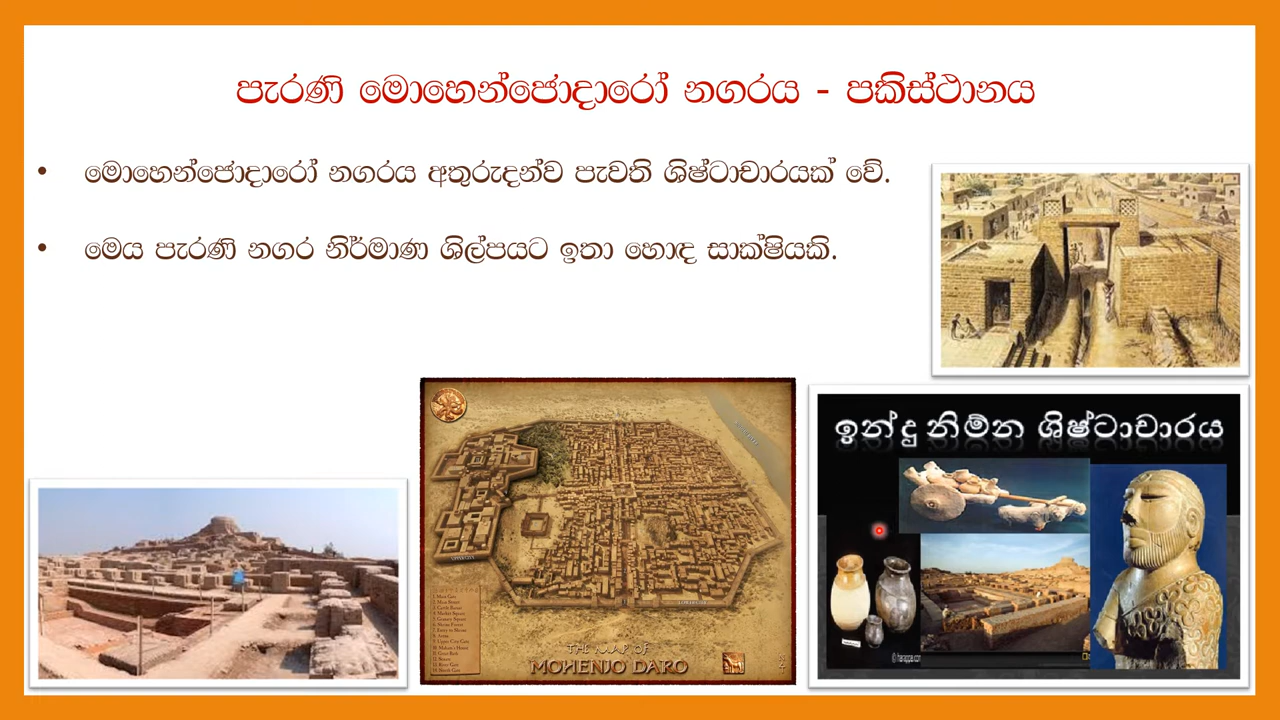 පැරණි මොහෙන්ජොදාරෝ නගරය - පකිස්ථානය
• මොහෙන්ජොදාරෝ නගරය අතුරුදන්ව පැවති ශිෂ්ටාචාරයක් වේ.
• මෙය පැරණි නගර නිර්මාණ ශිල්පයට ඉතා හොඳ සාක්ෂියකි.
ඉන්දු නිම්න ශිෂ්ටාචාරය
THE MAP OF
MOHENJO DARO